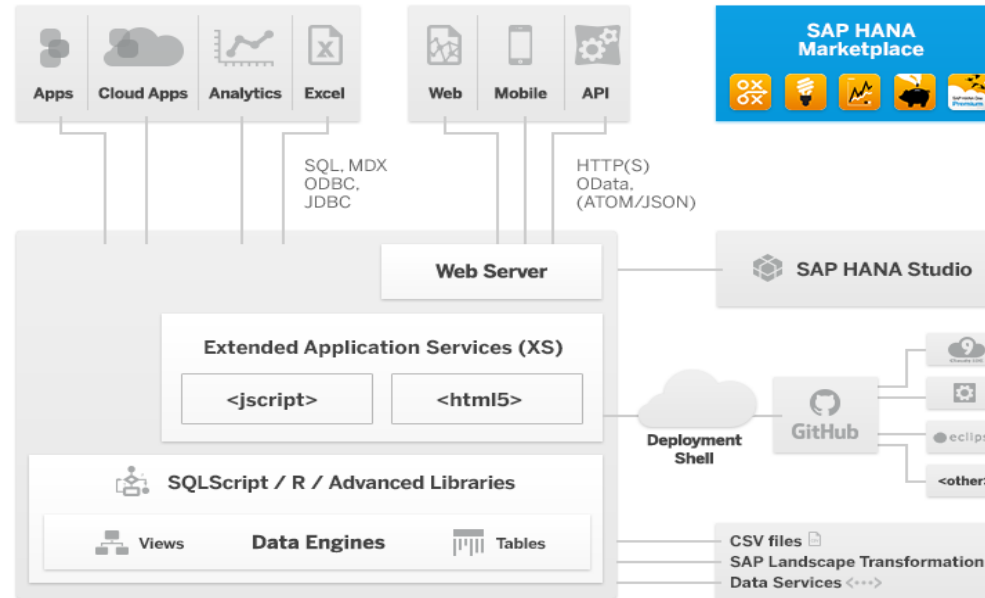 Apps
Cloud Apps
Analytics
Excel
Web
Mobile
API
SAP HANA
Marketplace
SQL, MDX
ODBC,
JDBC
HTTP(S)
OData,
(ATOM/JSON)
Web Server
SAP HANA Studio
Extended Application Services (XS)
<jscript>
<html5>
9
Deployment
Shell
GitHub
eclips
<other>
SQLScript / R / Advanced Libraries
Views
Data Engines
Tables
CSV files
SAP Landscape Transformation
Data Services <···>